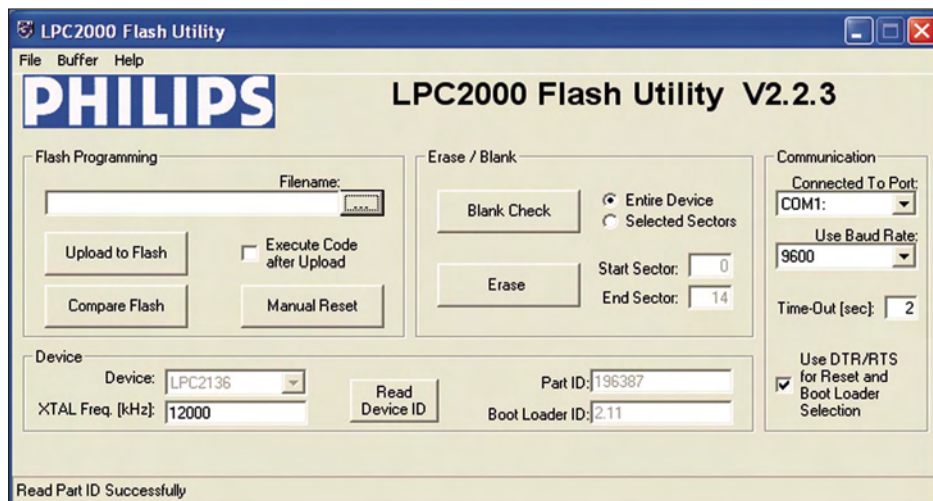 LPC2000 Flash Utility
File Buffer Help
PHILIPS
LPC2000 Flash Utility V2.2.3
Flash Programming
Filename:
...
Upload to Flash
Execute Code
after Upload
Compare Flash
Manual Reset
Erase / Blank
Blank Check
Entire Device
Selected Sectors
Erase
Start Sector: 0
End Sector: 14
Communication
Connected To Port:
COM1:
Use Baud Rate:
9600
Time-Out [sec]: 2
Use DTR/RTS
for Reset and
Boot Loader
Selection
Device
Device: LPC2136
XTAL Freq. [kHz]: 12000
Read
Device ID
Part ID: 196387
Boot Loader ID: 2.11
Read Part ID Successfully